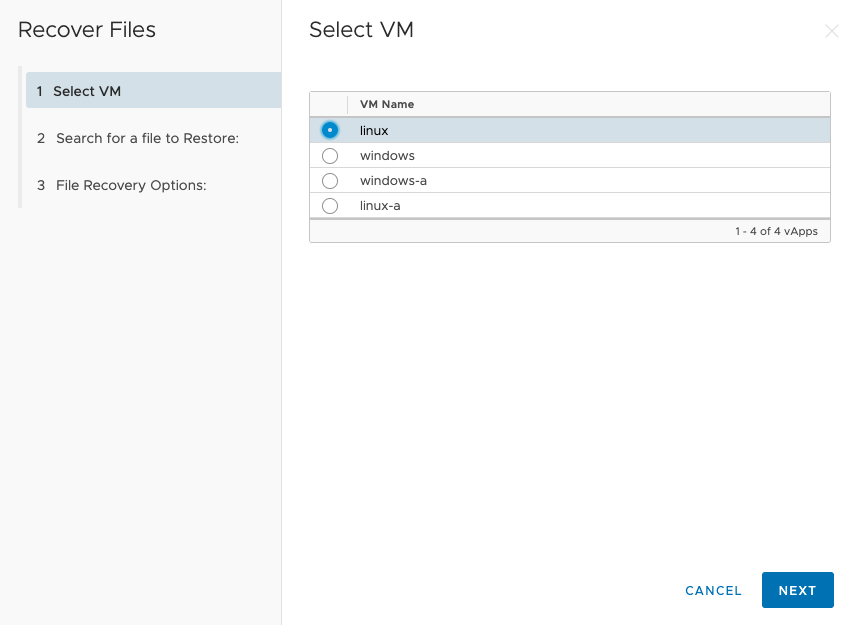 Recover Files
1 Select VM
2 Search for a file to Restore:
3 File Recovery Options:
Select VM
VM Name
linux
windows
windows-a
linux-a
1 - 4 of 4 vApps
CANCEL
NEXT